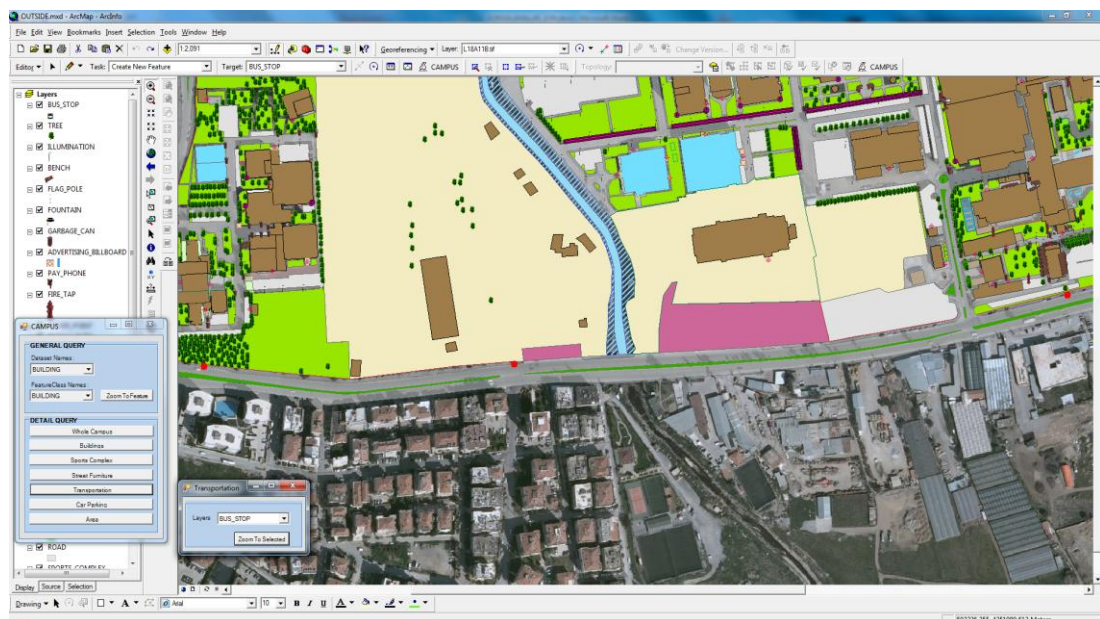 OUTSIDE.mxd - ArcMap - ArcInfo
File Edit View Bookmarks Insert Selection Tools Window Help
1:2.091 Georeferencing Layer: L18A11B.tif Change Version...
Editor Task: Create New Feature Target: BUS_STOP CAMPUS Topology: CAMPUS
Layers
BUS_STOP
TREE
ILLUMINATION
BENCH
FLAG_POLE
FOUNTAIN
GARBAGE_CAN
ADVERTISING_BILLBOARD
PAY_PHONE
FIRE_TAP
CAMPUS
GENERAL QUERY
Dataset Names :
BUILDING
FeatureClass Names :
BUILDING Zoom To Feature
DETAIL QUERY
Whole Campus
Buildings
Sports Complex
Street Furniture
Transportation
Car Parking
Area
Transportation
Layers BUS_STOP
Zoom To Selected
ROAD
SPORTS_COMPLEX
Display Source Selection
Drawing A Arial 10 B I U A